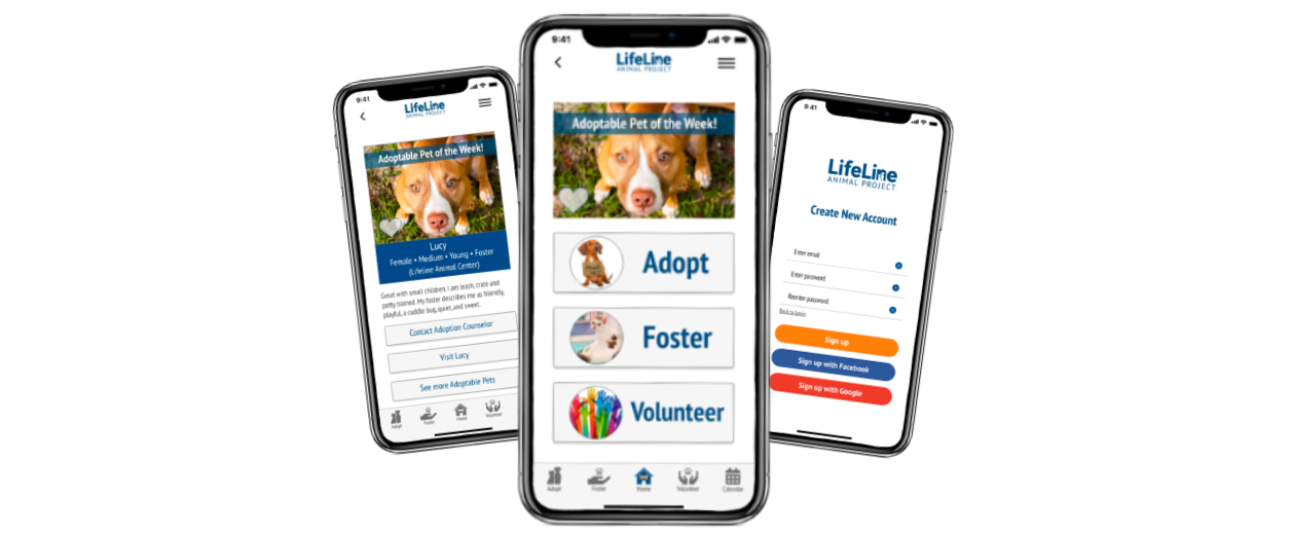 9:41
LifeLine
ANIMAL PROJECT
Adoptable Pet of the Week!
Lucy
Female • Medium • Young • Foster
(Lifeline Animal Center)
Great with small children. I am leash, crate and
potty trained. My foster describes me as friendly,
playful, a cuddle bug, quiet, and sweet.
Contact Adoption Counselor
Visit Lucy
See more Adoptable Pets
Adopt
Foster
Home
Volunteer
9:41
LifeLine
ANIMAL PROJECT
Adoptable Pet of the Week!
Adopt
Foster
Volunteer
Adopt
Foster
Home
Volunteer
Calendar
9:41
LifeLine
ANIMAL PROJECT
Create New Account
Enter email
Enter password
Reenter password
Back to Login
Sign up
Sign up with Facebook
Sign up with Google